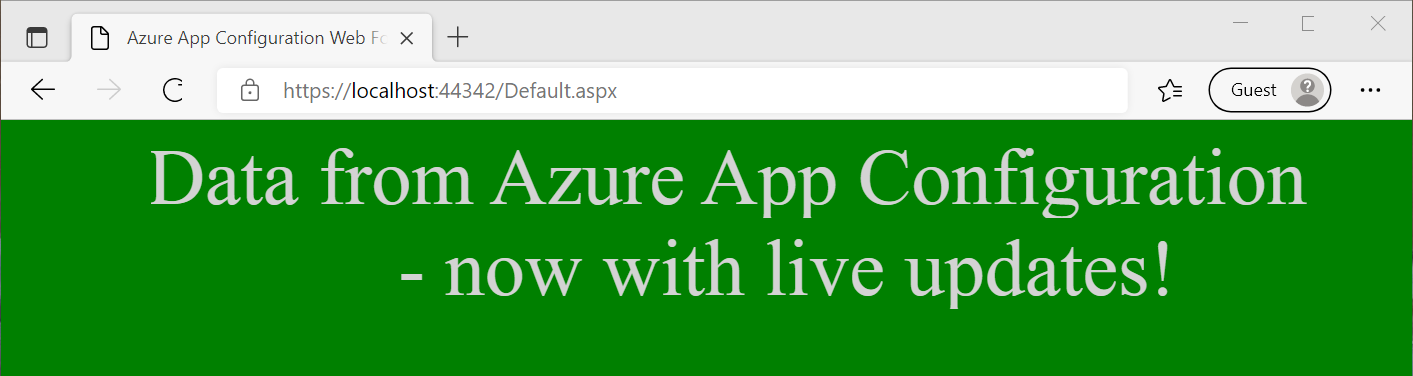 Azure App Configuration Web Fo
https://localhost:44342/Default.aspx
Guest
Data from Azure App Configuration
- now with live updates!